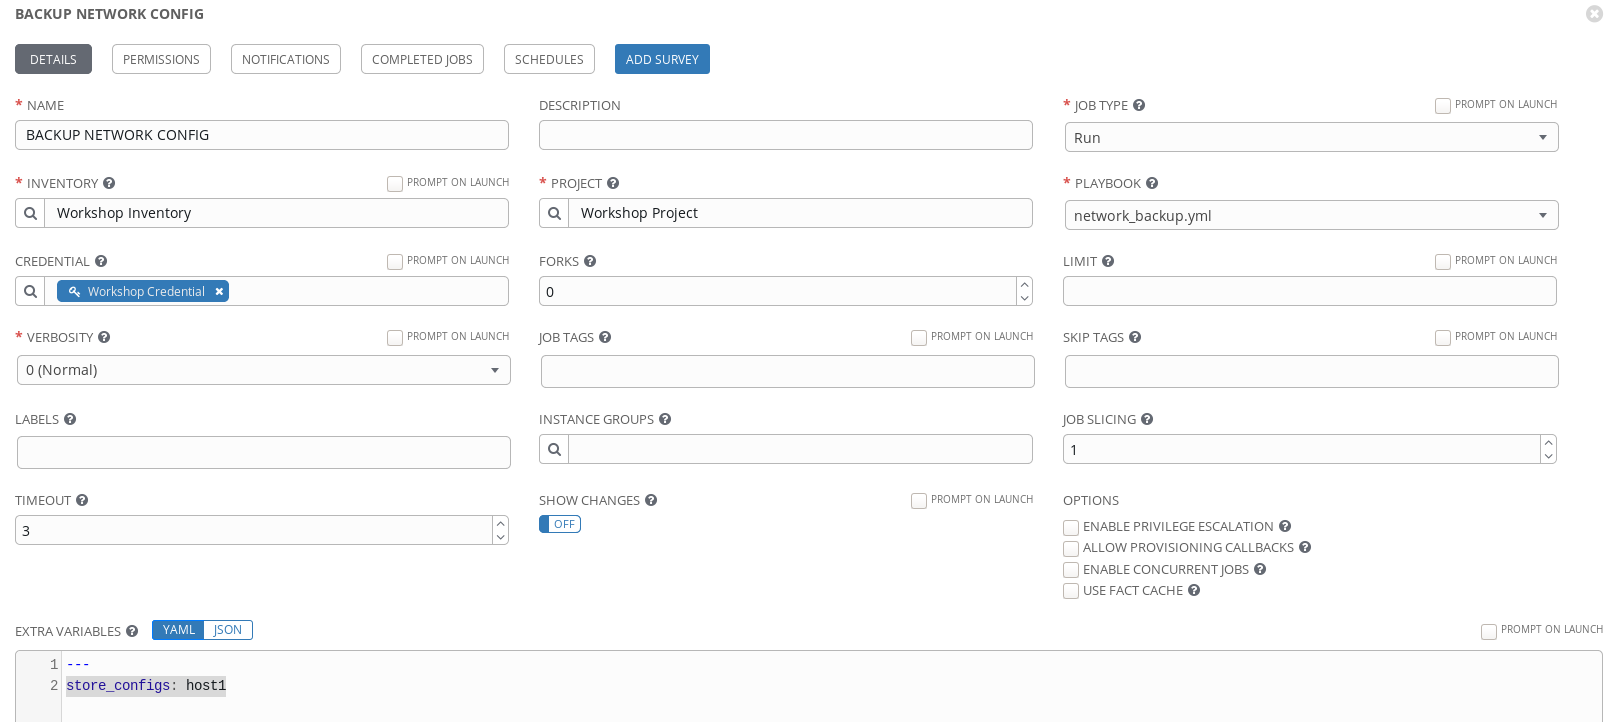 BACKUP NETWORK CONFIG
DETAILS PERMISSIONS NOTIFICATIONS COMPLETED JOBS SCHEDULES ADD SURVEY
* NAME DESCRIPTION * JOB TYPE PROMPT ON LAUNCH
BACKUP NETWORK CONFIG Run
* INVENTORY PROMPT ON LAUNCH * PROJECT * PLAYBOOK
Workshop Inventory Workshop Project network_backup.yml
CREDENTIAL PROMPT ON LAUNCH FORKS LIMIT PROMPT ON LAUNCH
Workshop Credential 0
* VERBOSITY PROMPT ON LAUNCH JOB TAGS PROMPT ON LAUNCH SKIP TAGS PROMPT ON LAUNCH
0 (Normal)
LABELS INSTANCE GROUPS JOB SLICING
1
TIMEOUT SHOW CHANGES PROMPT ON LAUNCH OPTIONS
3 OFF ENABLE PRIVILEGE ESCALATION
ALLOW PROVISIONING CALLBACKS
ENABLE CONCURRENT JOBS
USE FACT CACHE
EXTRA VARIABLES YAML JSON PROMPT ON LAUNCH
1 ---
2 store_configs: host1